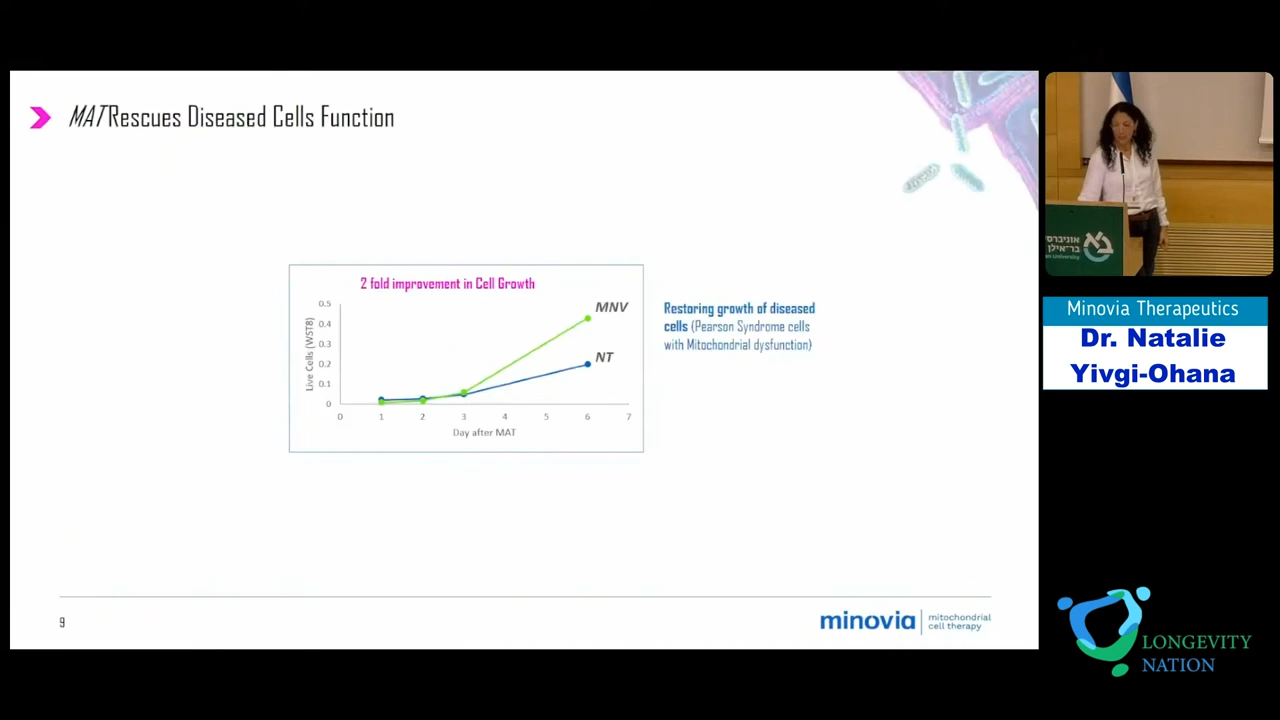 MAT Rescues Diseased Cells Function
2 fold improvement in Cell Growth
0.5
0.4
0.3
0.2
0.1
0
Live Cells (WST8)
MNV
NT
0 1 2 3 4 5 6 7
Day after MAT
Restoring growth of diseased
cells (Pearson Syndrome cells
with Mitochondrial dysfunction)
9
minovia
mitochondrial
cell therapy
בר-אילן
Minovia Therapeutics
Dr. Natalie
Yivgi-Ohana
LONGEVITY
NATION